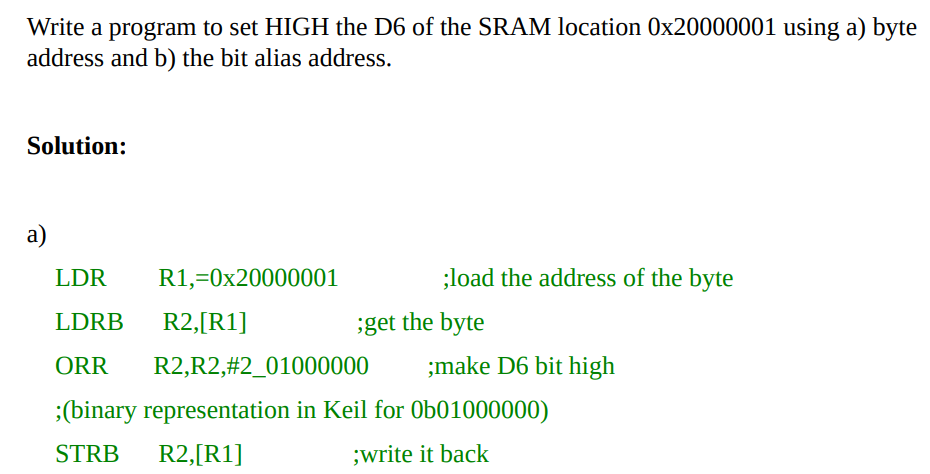 Write a program to set HIGH the D6 of the SRAM location 0x20000001 using a) byte
address and b) the bit alias address.
Solution:
a)
LDR R1,=0x20000001 ;load the address of the byte
LDRB R2,[R1] ;get the byte
ORR R2,R2,#2_01000000 ;make D6 bit high
;(binary representation in Keil for 0b01000000)
STRB R2,[R1] ;write it back